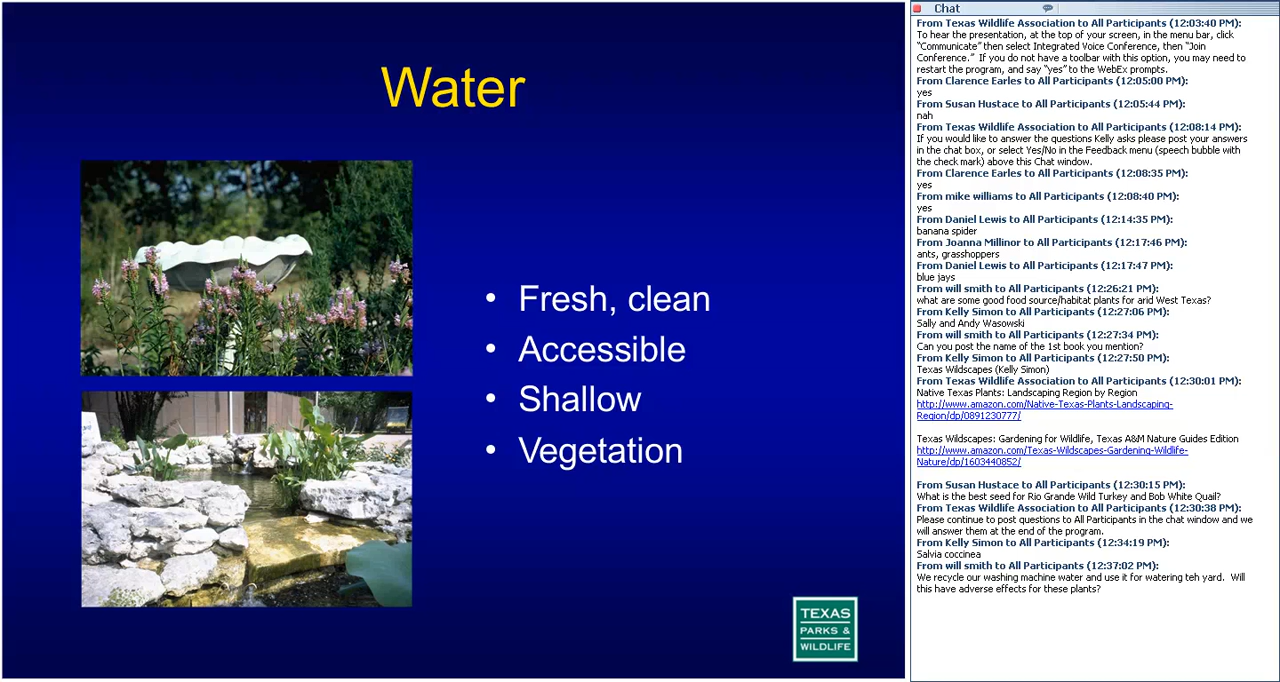 Water
• Fresh, clean
• Accessible
• Shallow
• Vegetation
TEXAS
PARKS &
WILDLIFE
Chat
From Texas Wildlife Association to All Participants (12:03:40 PM):
To hear the presentation, at the top of your screen, in the menu bar, click
"Communicate" then select Integrated Voice Conference, then "Join
Conference."  If you do not have a toolbar with this option, you may need to
restart the program, and say "yes" to the WebEx prompts.
From Clarence Earles to All Participants (12:05:00 PM):
yes
From Susan Hustace to All Participants (12:05:44 PM):
nah
From Texas Wildlife Association to All Participants (12:08:14 PM):
If you would like to answer the questions Kelly asks please post your answers
in the chat box, or select Yes/No in the Feedback menu (speech bubble with
the check mark) above this Chat window.
From Clarence Earles to All Participants (12:08:35 PM):
yes
From mike williams to All Participants (12:08:40 PM):
yes
From Daniel Lewis to All Participants (12:14:35 PM):
banana spider
From Joanna Millinor to All Participants (12:17:46 PM):
ants, grasshoppers
From Daniel Lewis to All Participants (12:17:47 PM):
blue jays
From will smith to All Participants (12:26:21 PM):
what are some good food source/habitat plants for arid West Texas?
From Kelly Simon to All Participants (12:27:06 PM):
Sally and Andy Wasowski
From will smith to All Participants (12:27:34 PM):
Can you post the name of the 1st book you mention?
From Kelly Simon to All Participants (12:27:50 PM):
Texas Wildscapes (Kelly Simon)
From Texas Wildlife Association to All Participants (12:30:01 PM):
Native Texas Plants: Landscaping Region by Region
http://www.amazon.com/Native-Texas-Plants-Landscaping-
Region/dp/0891230777/
Texas Wildscapes: Gardening for Wildlife, Texas A&M Nature Guides Edition
http://www.amazon.com/Texas-Wildscapes-Gardening-Wildlife-
Nature/dp/1603440852/
From Susan Hustace to All Participants (12:30:15 PM):
What is the best seed for Rio Grande Wild Turkey and Bob White Quail?
From Texas Wildlife Association to All Participants (12:30:38 PM):
Please continue to post questions to All Participants in the chat window and we
will answer them at the end of the program.
From Kelly Simon to All Participants (12:34:19 PM):
Salvia coccinea
From will smith to All Participants (12:37:02 PM):
We recycle our washing machine water and use it for watering teh yard.  Will
this have adverse effects for these plants?